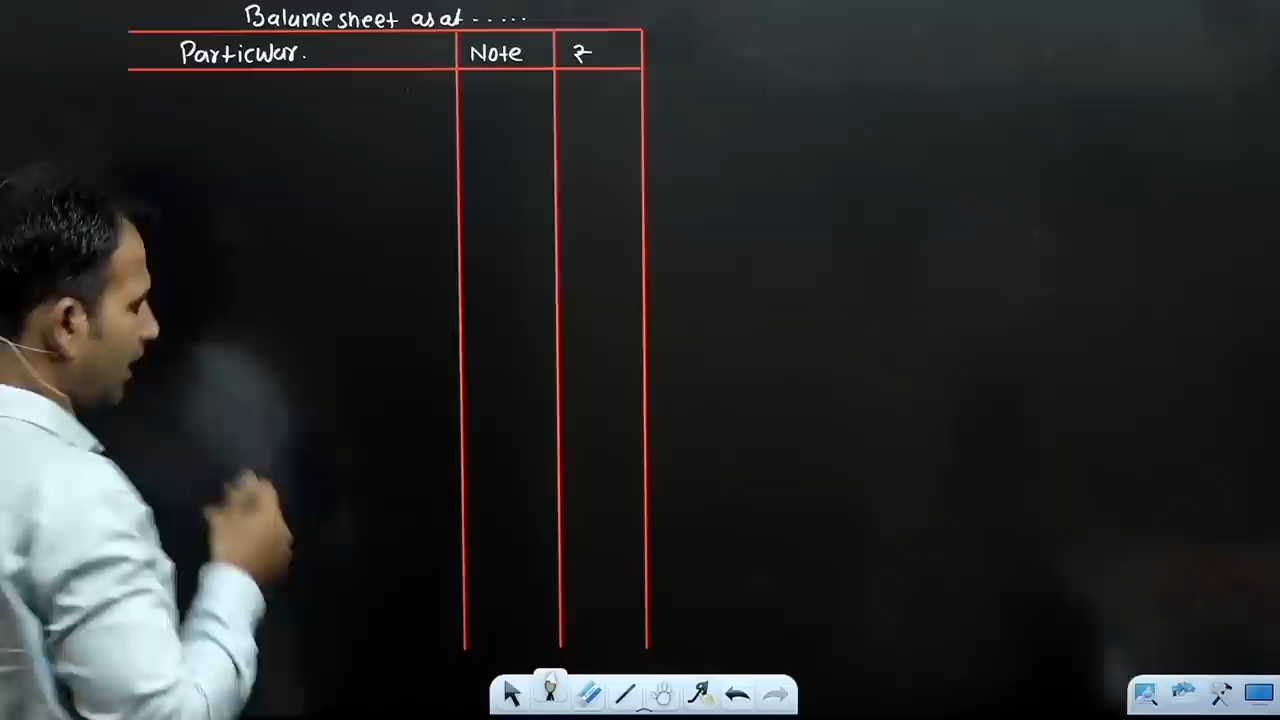 Balance sheet as at ......
Particular. Note ₹